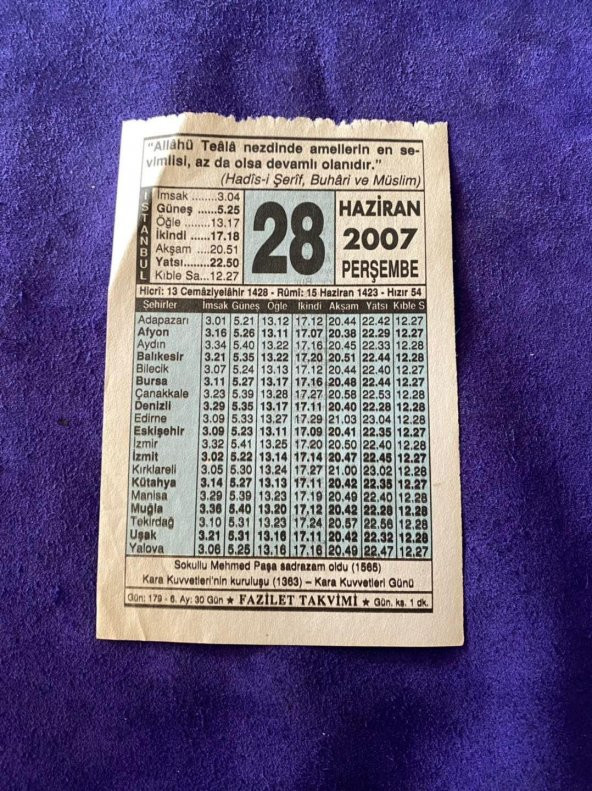 "Allâhü Teâlâ nezdinde amellerin en se-
vimlisi, az da olsa devamlı olanıdır."
(Hadîs-i Şerîf, Buhâri ve Müslim)
İSTANBUL
İmsak ........3.04
Güneş ......5.25
Öğle ........13.17
İkindi ......17.18
Akşam ...20.51
Yatsı........22.50
Kıble Sa...12.27
28
HAZİRAN
2007
PERŞEMBE
Hicrî: 13 Cemâziyelâhir 1428 - Rûmî: 15 Haziran 1423 - Hızır 54
Şehirler İmsak Güneş Öğle İkindi Akşam Yatsı Kıble S
Adapazarı 3.01 5.21 13.12 17.12 20.44 22.42 12.27
Afyon 3.16 5.26 13.11 17.07 20.38 22.29 12.27
Aydın 3.34 5.40 13.22 17.16 20.45 22.33 12.28
Balıkesir 3.21 5.35 13.22 17.20 20.51 22.44 12.28
Bilecik 3.07 5.24 13.13 17.12 20.44 22.40 12.27
Bursa 3.11 5.27 13.17 17.16 20.48 22.44 12.27
Çanakkale 3.23 5.39 13.28 17.27 20.58 22.53 12.28
Denizli 3.29 5.35 13.17 17.11 20.40 22.28 12.28
Edirne 3.09 5.33 13.27 17.29 21.03 23.04 12.28
Eskişehir 3.09 5.23 13.11 17.09 20.41 22.35 12.27
İzmir 3.32 5.41 13.25 17.20 20.50 22.40 12.28
İzmit 3.02 5.22 13.14 17.14 20.47 22.45 12.27
Kırklareli 3.05 5.30 13.24 17.27 21.00 23.02 12.28
Kütahya 3.14 5.27 13.13 17.11 20.42 22.35 12.27
Manisa 3.29 5.39 13.23 17.19 20.49 22.40 12.28
Muğla 3.36 5.40 13.20 17.12 20.42 22.28 12.28
Tekirdağ 3.10 5.31 13.23 17.24 20.57 22.56 12.28
Uşak 3.21 5.31 13.16 17.11 20.42 22.32 12.28
Yalova 3.06 5.25 13.16 17.16 20.49 22.47 12.27
Sokullu Mehmed Paşa sadrazam oldu (1565)
Kara Kuvvetleri'nin kuruluşu (1363) – Kara Kuvvetleri Günü
Gün: 179 - 6. Ay: 30 Gün ★ FAZİLET TAKVİMİ ★ Gün. ks. 1 dk.